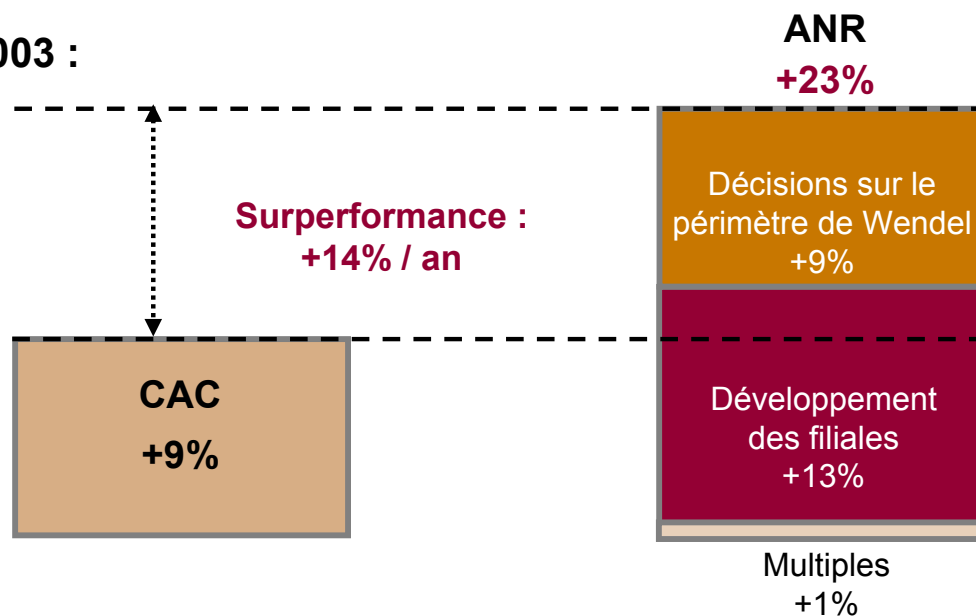 003 :
ANR
+23%
Décisions sur le
périmètre de Wendel
+9%
Surperformance :
+14% / an
CAC
+9%
Développement
des filiales
+13%
Multiples
+1%